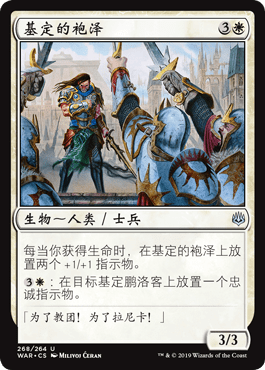 基定的袍泽 3
生物～人类 / 士兵
每当你获得生命时，在基定的袍泽上放
置两个 +1/+1 指示物。
3：在目标基定鹏洛客上放置一个忠
诚指示物。
「为了教团！为了拉尼卡！」
3/3
268/264 U
WAR • CS MILIVOJ ĆERAN
™ & © 2019 Wizards of the Coast